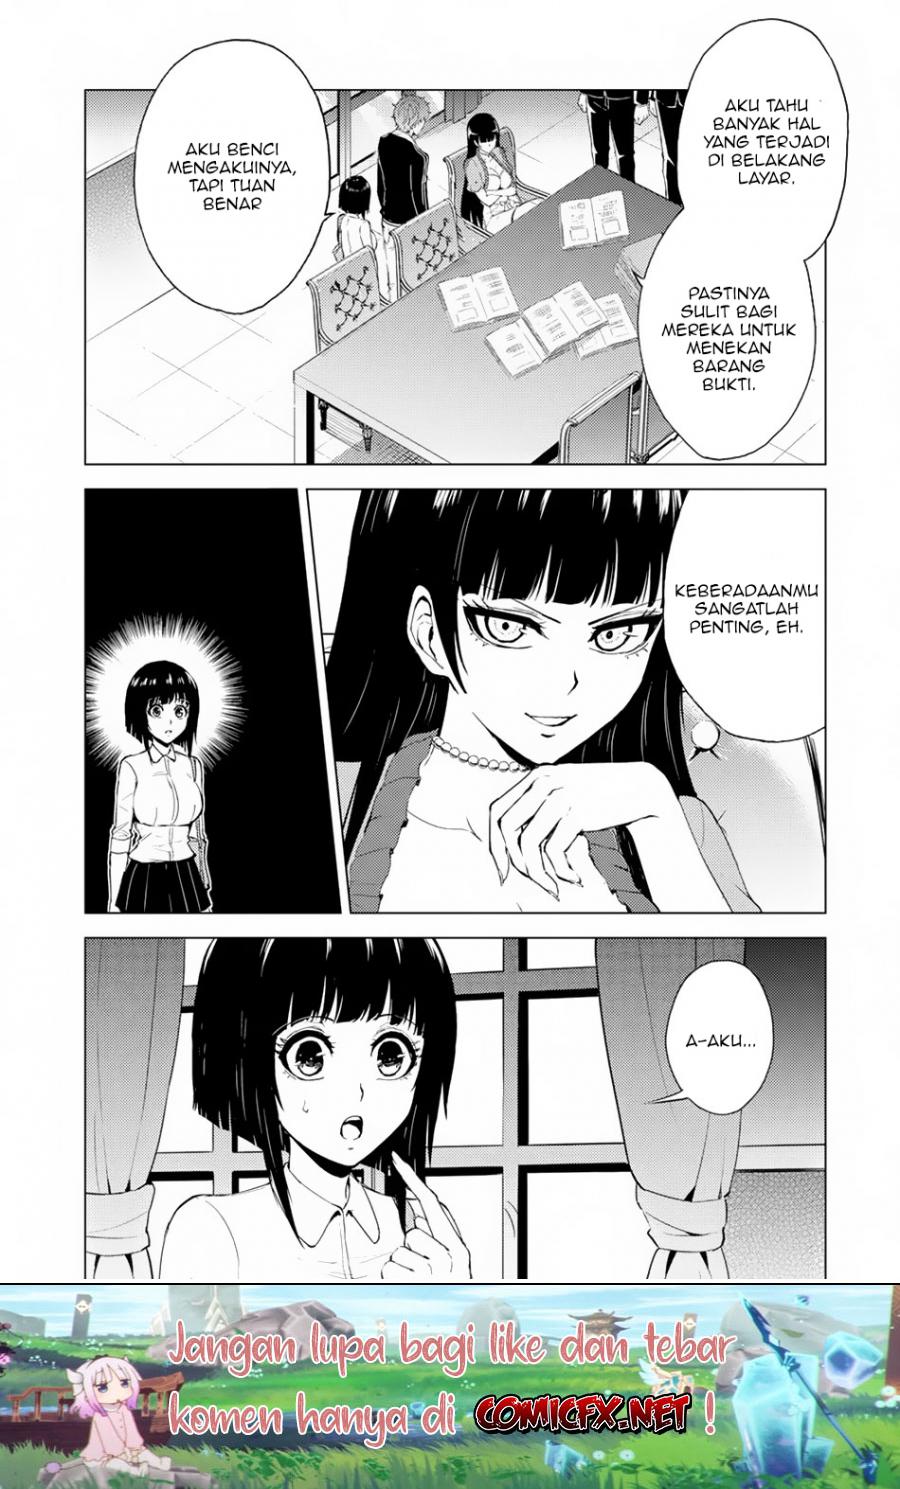 AKU TAHU
BANYAK HAL
YANG TERJADI
DI BELAKANG
LAYAR.
PASTINYA
SULIT BAGI
MEREKA UNTUK
MENEKAN
BARANG
BUKTI.
AKU BENCI
MENGAKUINYA,
TAPI TUAN
BENAR
KEBERADAANMU
SANGATLAH
PENTING, EH.
A-AKU...
Jangan lupa bagi like dan tebar
komen hanya di COMICFX.NET !